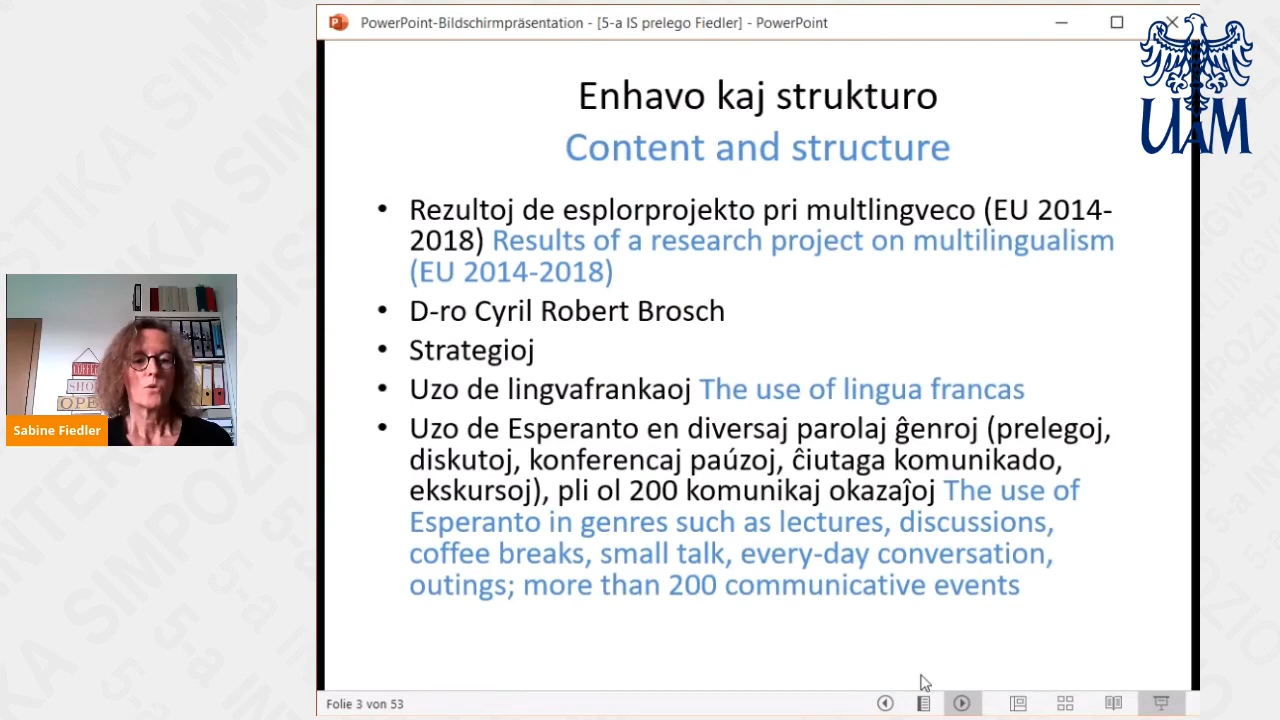 PowerPoint-Bildschirmpräsentation - [5-a IS prelego Fiedler] - PowerPoint
UAM
Enhavo kaj strukturo
Content and structure
• Rezultoj de esplorprojekto pri multlingveco (EU 2014-
2018) Results of a research project on multilingualism
(EU 2014-2018)
• D-ro Cyril Robert Brosch
• Strategioj
• Uzo de lingvafrankaoj The use of lingua francas
• Uzo de Esperanto en diversaj parolaj ĝenroj (prelegoj,
diskutoj, konferencaj paúzoj, ĉiutaga komunikado,
ekskursoj), pli ol 200 komunikaj okazaĵoj The use of
Esperanto in genres such as lectures, discussions,
coffee breaks, small talk, every-day conversation,
outings; more than 200 communicative events
Sabine Fiedler
Folie 3 von 53